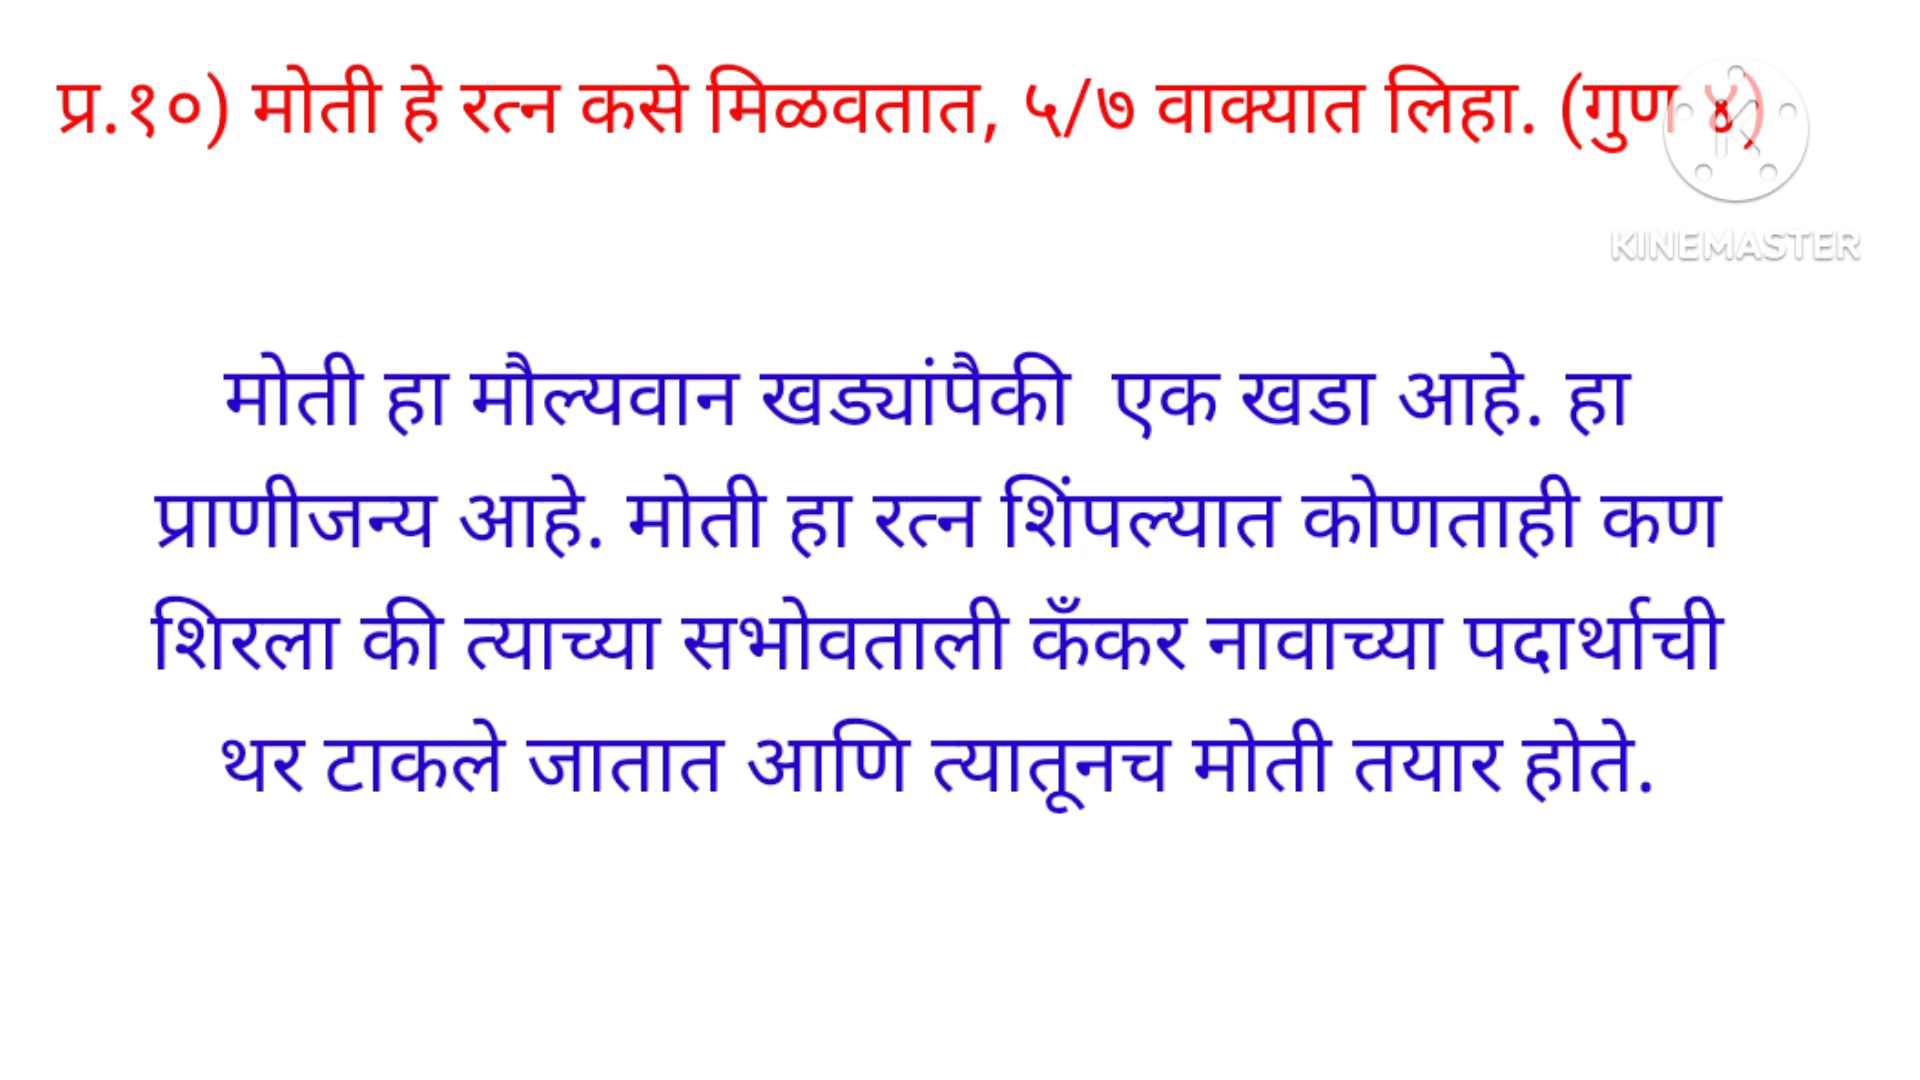 प्र.१०) मोती हे रत्न कसे मिळवतात, ५/७ वाक्यात लिहा. (गुण ४)
KINEMASTER
मोती हा मौल्यवान खड्यांपैकी एक खडा आहे. हा
प्राणीजन्य आहे. मोती हा रत्न शिंपल्यात कोणताही कण
शिरला की त्याच्या सभोवताली कँकर नावाच्या पदार्थाची
थर टाकले जातात आणि त्यातूनच मोती तयार होते.